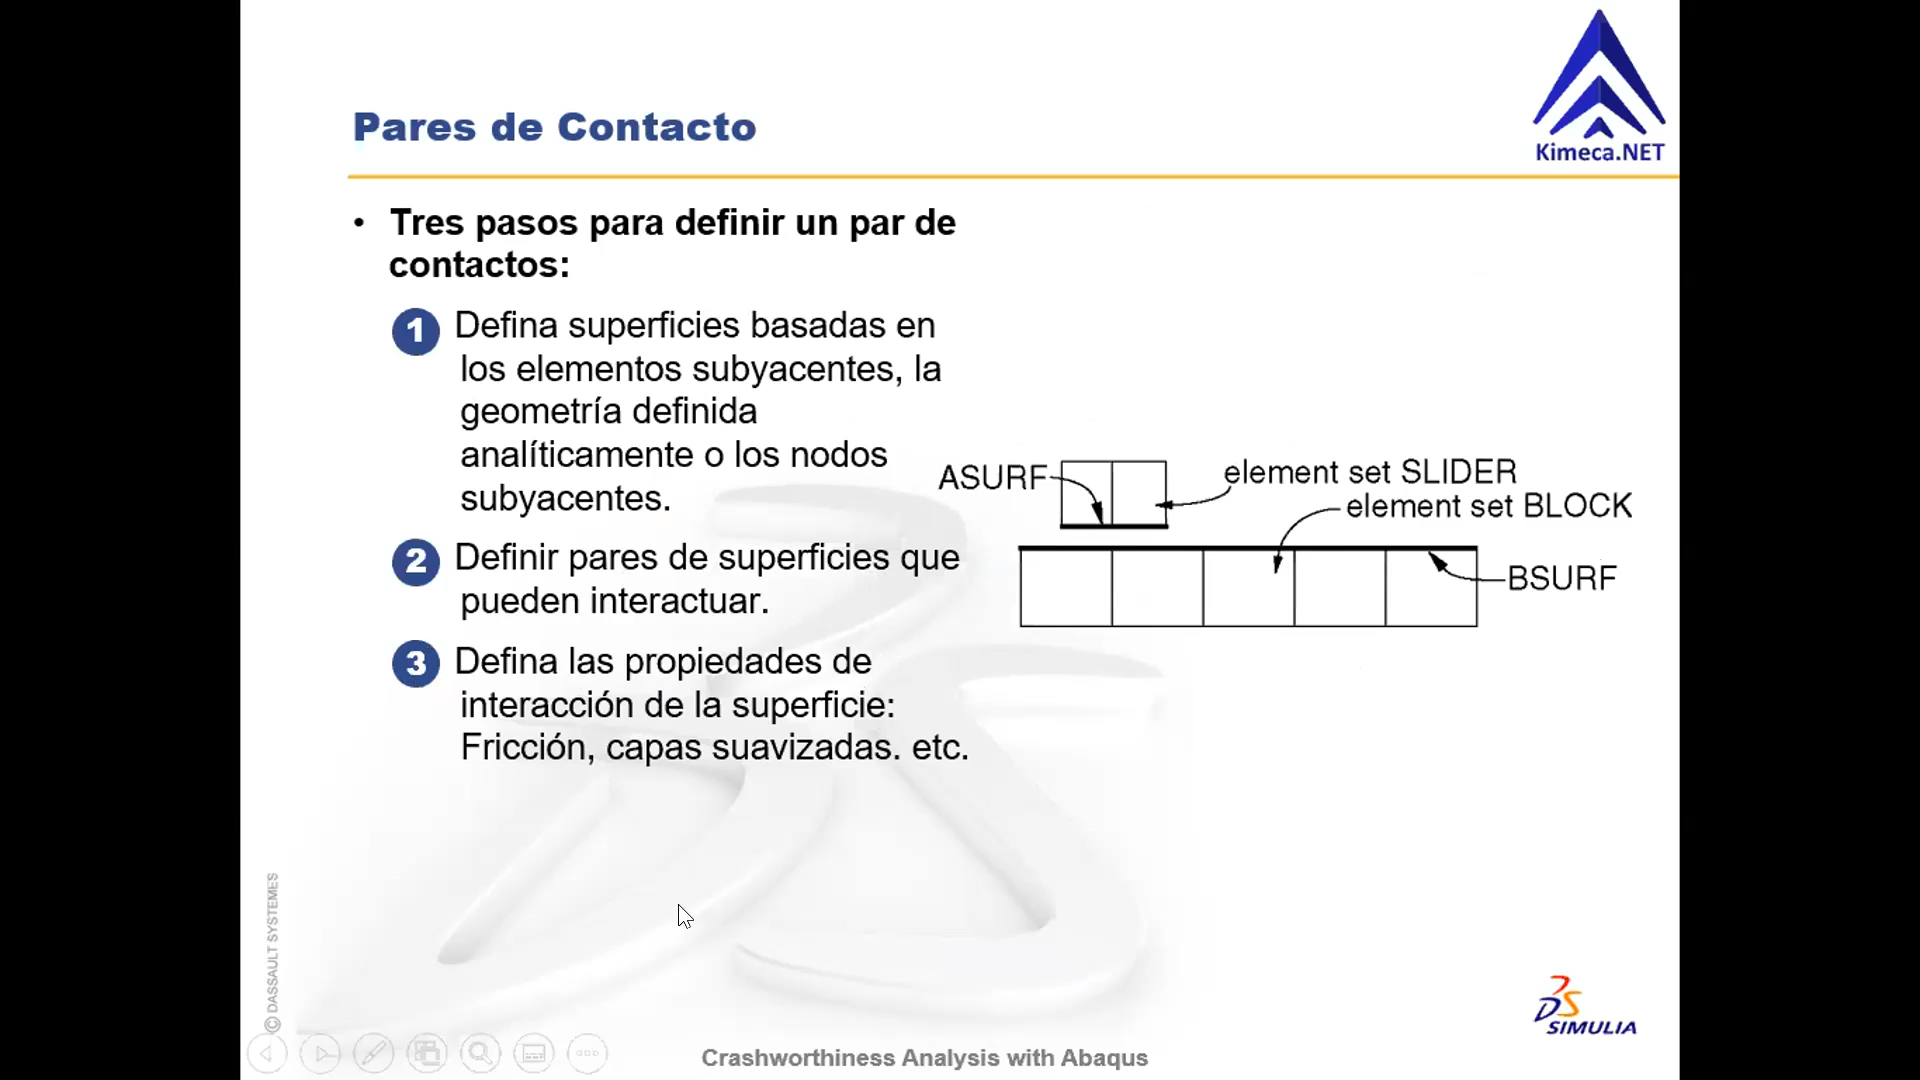 Kimeca.NET
Pares de Contacto
• Tres pasos para definir un par de
contactos:
1 Defina superficies basadas en
los elementos subyacentes, la
geometría definida
analíticamente o los nodos
subyacentes.
2 Definir pares de superficies que
pueden interactuar.
3 Defina las propiedades de
interacción de la superficie:
Fricción, capas suavizadas. etc.
ASURF
element set SLIDER
element set BLOCK
BSURF
© DASSAULT SYSTEMES
DS SIMULIA
Crashworthiness Analysis with Abaqus